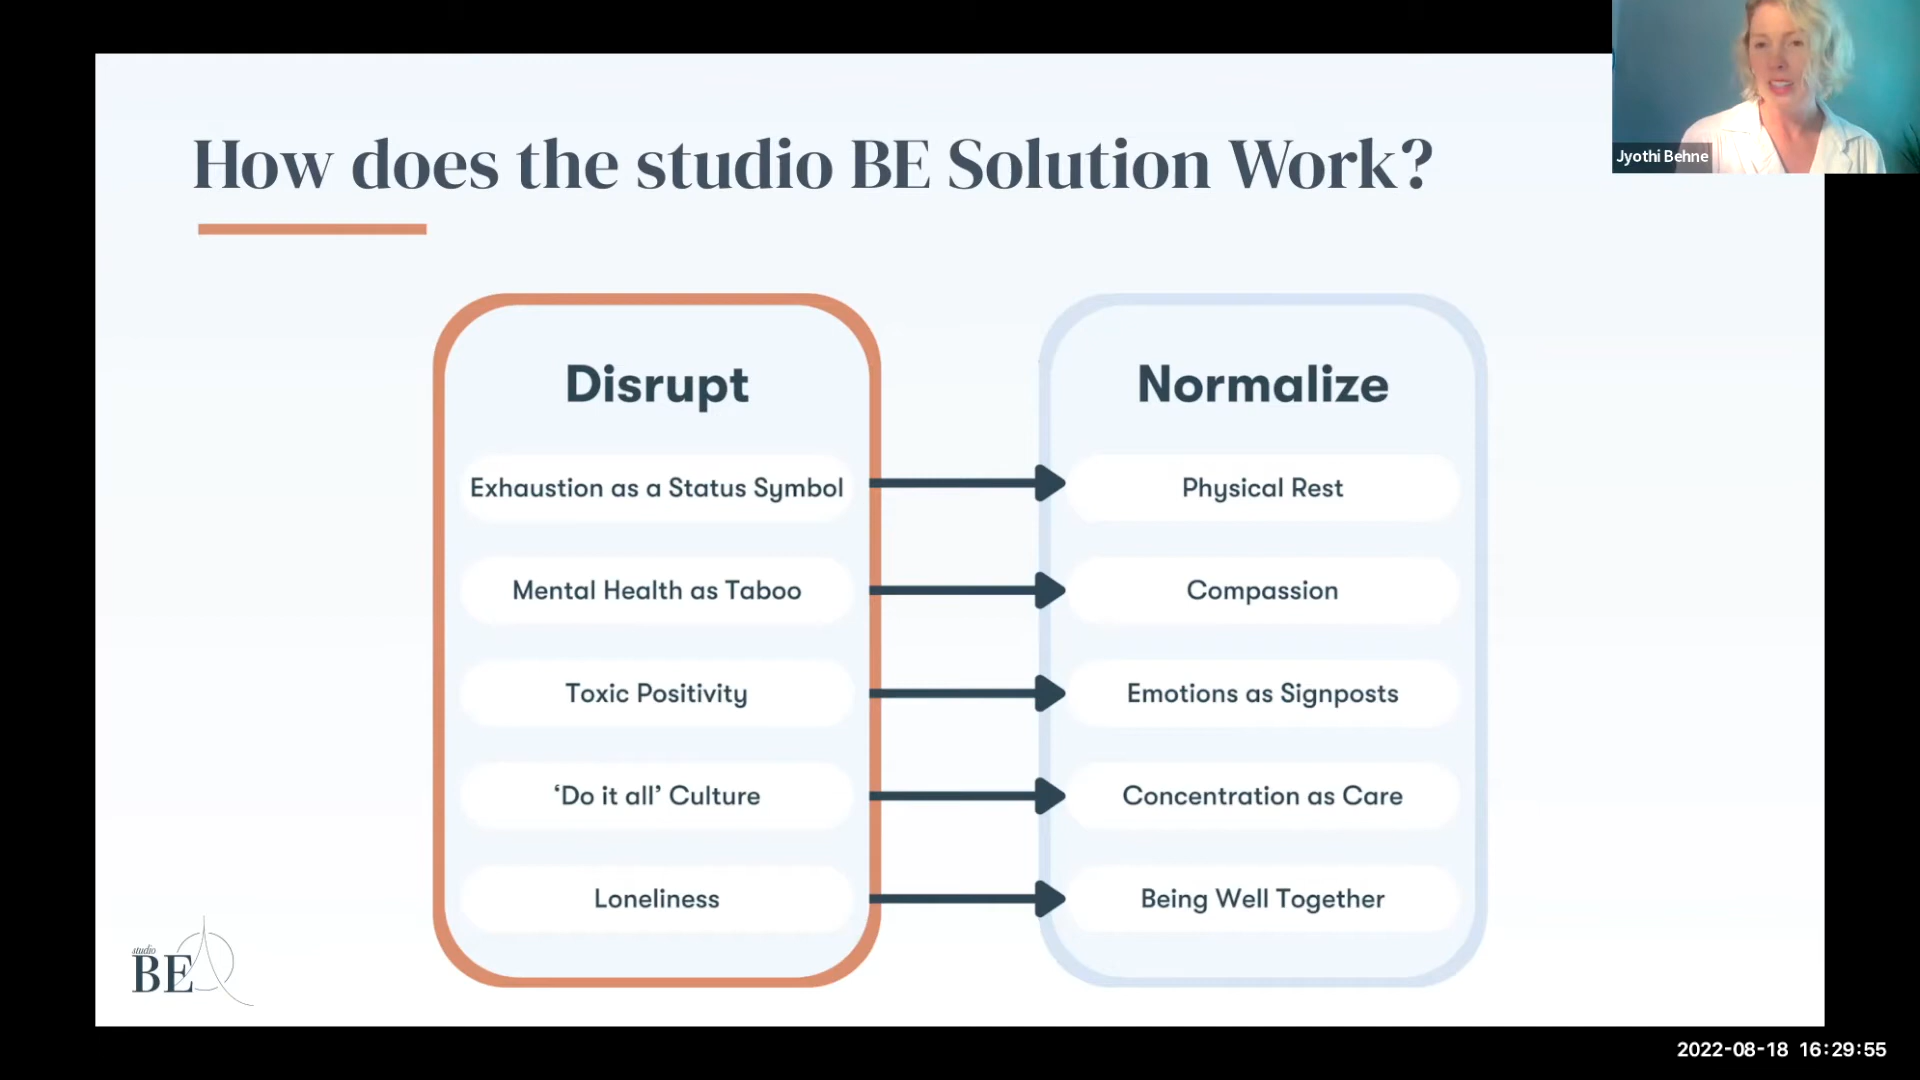 How does the studio BE Solution Work?
Jyothi Behne
Disrupt
Exhaustion as a Status Symbol
Mental Health as Taboo
Toxic Positivity
‘Do it all’ Culture
Loneliness
Normalize
Physical Rest
Compassion
Emotions as Signposts
Concentration as Care
Being Well Together
studio
BE
2022-08-18 16:29:55